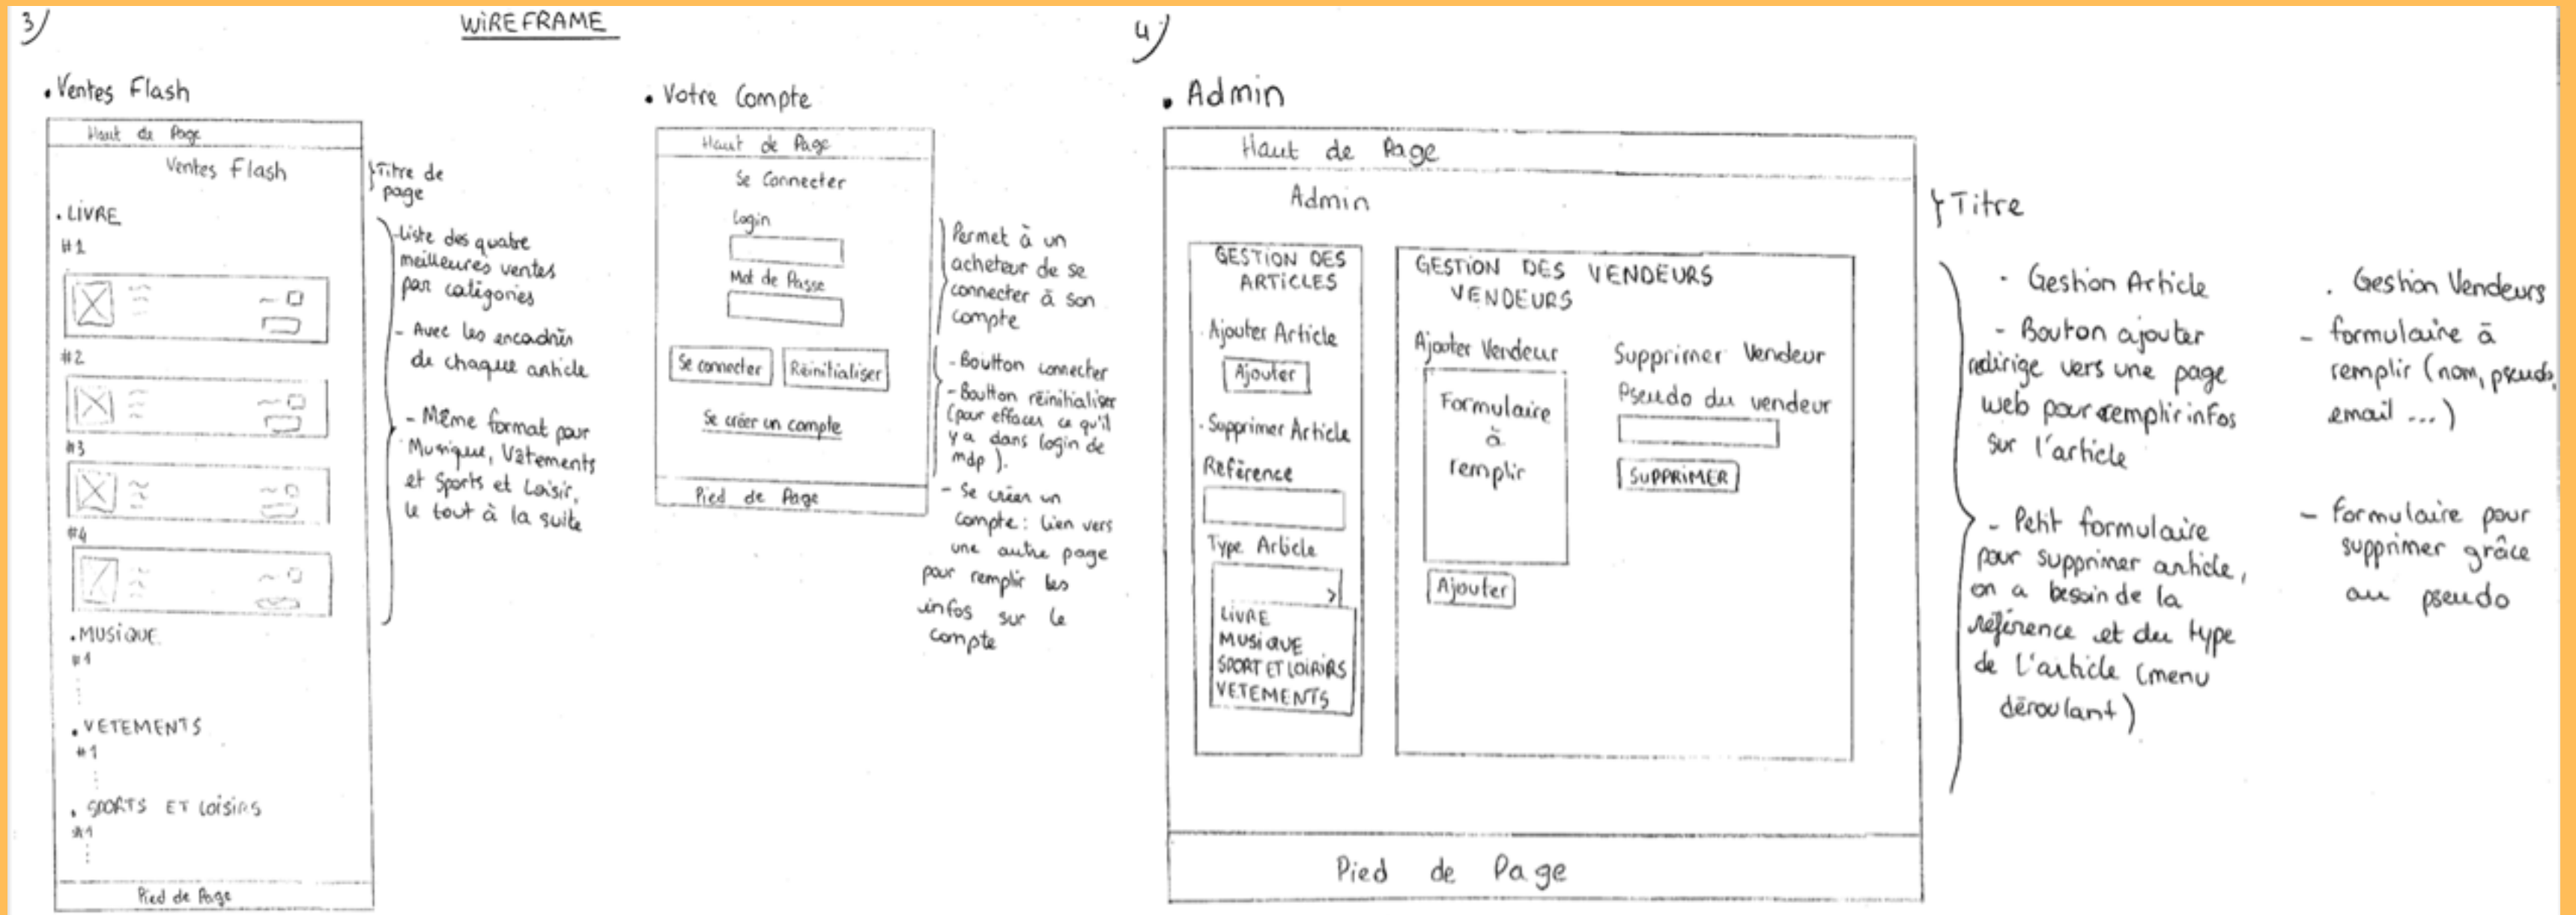 3)
WIREFRAME
. Ventes Flash
Haut de Page
Ventes Flash
Titre de
page
. LIVRE
#1
#2
#3
#4
- Liste des quatre
meilleures ventes
par catégories
- Avec les encadrés
de chaque article
- Même format pour
Musique, Vêtements
et Sports et Loisir,
le tout à la suite
. MUSIQUE
#1
. VETEMENTS
#1
. SPORTS ET LOISIRS
#1
Pied de Page
. Votre Compte
Haut de Page
Se Connecter
Login
Mot de Passe
Se connecter
Réinitialiser
Se créer un compte
Pied de Page
Permet à un
acheteur de se
connecter à son
compte
- Boutton connecter
- Boutton réinitialiser
(pour effacer ce qu'il
y a dans login de
mdp).
- Se créer un
compte : lien vers
une autre page
pour remplir les
infos sur le
compte
4)
. Admin
Haut de Page
Admin
Titre
GESTION DES
ARTICLES
. Ajouter Article
Ajouter
. Supprimer Article
Référence
Type Article
>
LIVRE
MUSIQUE
SPORT ET LOIRIRS
VETEMENTS
GESTION DES VENDEURS
VENDEURS
Ajouter Vendeur
Formulaire
à
remplir
Ajouter
Supprimer Vendeur
Pseudo du vendeur
SUPPRIMER
Pied de Page
- Gestion Article
- Bouton ajouter
redirige vers une page
web pour remplir infos
sur l'article
- Petit formulaire
pour supprimer article,
on a besoin de la
référence et du type
de l'article (menu
déroulant)
. Gestion Vendeurs
- formulaire à
remplir (nom, pseudo,
email ...)
- Formulaire pour
supprimer grâce
au pseudo